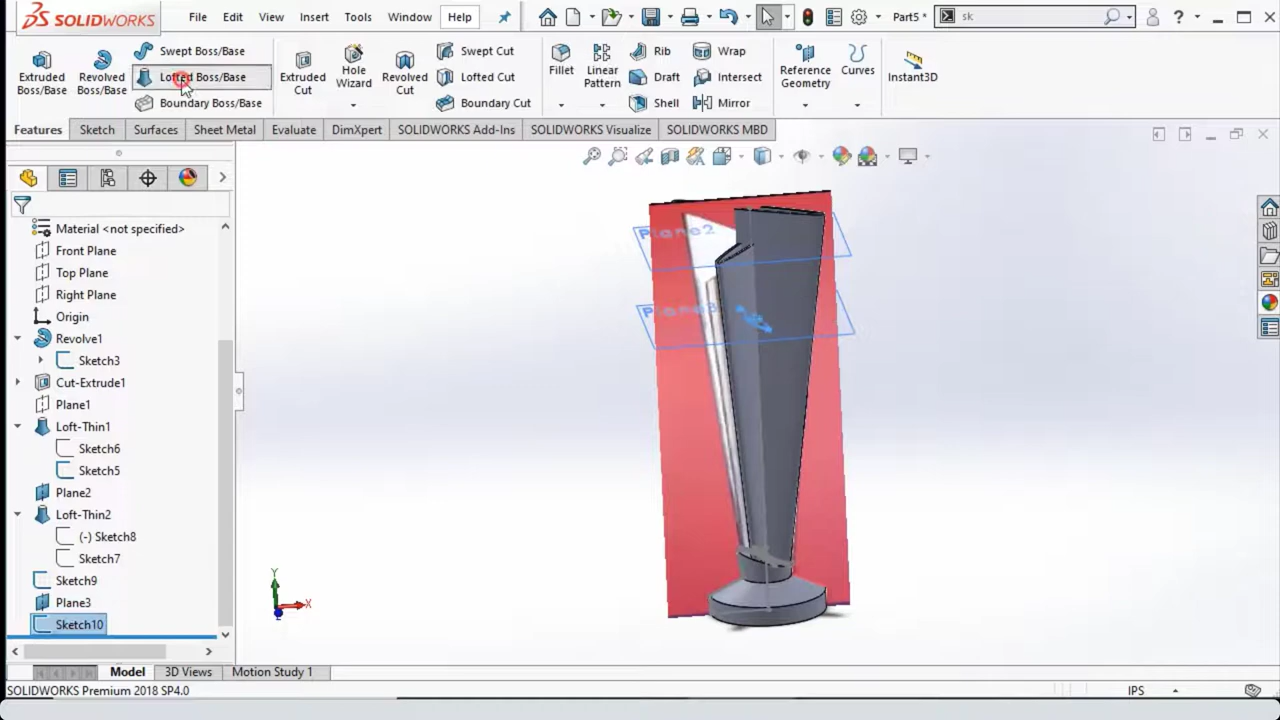 SOLIDWORKS
File Edit View Insert Tools Window Help
Part5 *
sk
Extruded Boss/Base
Revolved Boss/Base
Swept Boss/Base
Lofted Boss/Base
Boundary Boss/Base
Extruded Cut
Hole Wizard
Revolved Cut
Swept Cut
Lofted Cut
Boundary Cut
Fillet
Linear Pattern
Rib
Draft
Shell
Wrap
Intersect
Mirror
Reference Geometry
Curves
Instant3D
Features Sketch Surfaces Sheet Metal Evaluate DimXpert SOLIDWORKS Add-Ins SOLIDWORKS Visualize SOLIDWORKS MBD
Material <not specified>
Front Plane
Top Plane
Right Plane
Origin
Revolve1
Sketch3
Cut-Extrude1
Plane1
Loft-Thin1
Sketch6
Sketch5
Plane2
Loft-Thin2
(-) Sketch8
Sketch7
Sketch9
Plane3
Sketch10
Plane2
Plane3
Y
X
Z
Model 3D Views Motion Study 1
SOLIDWORKS Premium 2018 SP4.0
IPS